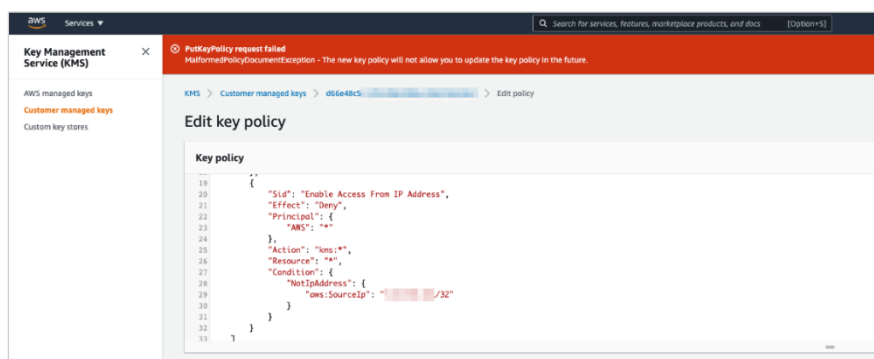 aws Services ▼ Search for services, features, marketplace products, and docs [Option+S]
Key Management
Service (KMS)
AWS managed keys
Customer managed keys
Custom key stores
PutKeyPolicy request failed
MalformedPolicyDocumentException - The new key policy will not allow you to update the key policy in the future.
KMS > Customer managed keys > d66e48c5 > Edit policy
Edit key policy
Key policy
19 {
20 "Sid": "Enable Access From IP Address",
21 "Effect": "Deny",
22 "Principal": {
23 "AWS": "*"
24 },
25 "Action": "kms:*",
26 "Resource": "*",
27 "Condition": {
28 "NotIpAddress": {
29 "aws:SourceIp": " /32"
30 }
31 }
32 }
33 ]